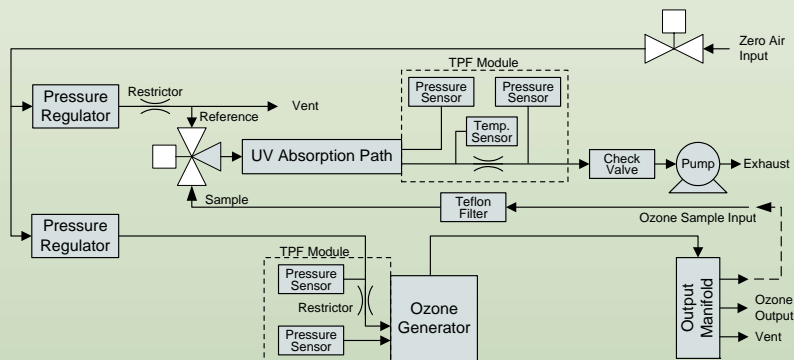 Zero Air
Input
TPF Module
Pressure
Regulator
Restrictor
Vent
Reference
Pressure
Sensor
Pressure
Sensor
Temp.
Sensor
UV Absorption Path
Check
Valve
Pump
Exhaust
Sample
Teflon
Filter
Ozone Sample Input
Pressure
Regulator
TPF Module
Pressure
Sensor
Restrictor
Pressure
Sensor
Ozone
Generator
Output
Manifold
Ozone
Output
Vent